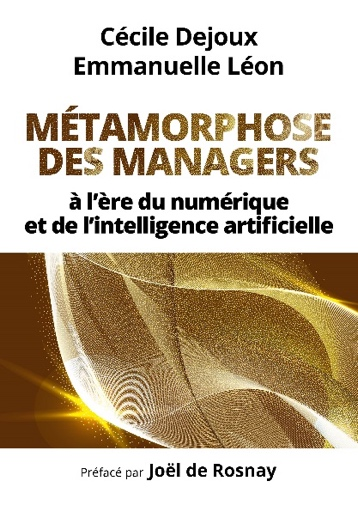 Cécile Dejoux
Emmanuelle Léon
MÉTAMORPHOSE
DES MANAGERS
à l'ère du numérique
et de l'intelligence artificielle
Préfacé par Joël de Rosnay